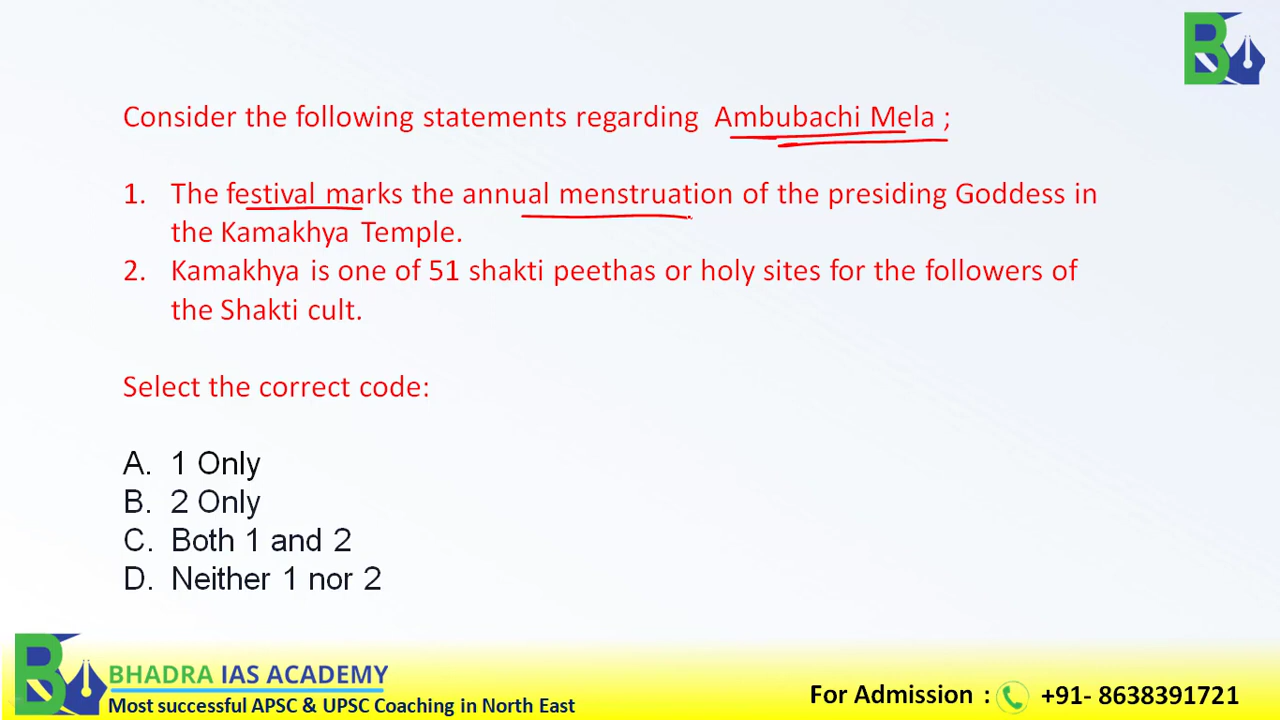 Consider the following statements regarding Ambubachi Mela ;
1. The festival marks the annual menstruation of the presiding Goddess in
the Kamakhya Temple.
2. Kamakhya is one of 51 shakti peethas or holy sites for the followers of
the Shakti cult.
Select the correct code:
A. 1 Only
B. 2 Only
C. Both 1 and 2
D. Neither 1 nor 2
BHADRA IAS ACADEMY
Most successful APSC & UPSC Coaching in North East
For Admission : +91- 8638391721